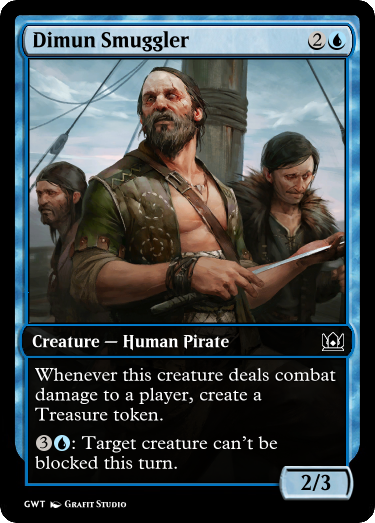 Dimun Smuggler 2
Creature — Human Pirate
Whenever this creature deals combat
damage to a player, create a
Treasure token.
3: Target creature can't be
blocked this turn.
2/3
GWT Grafit Studio